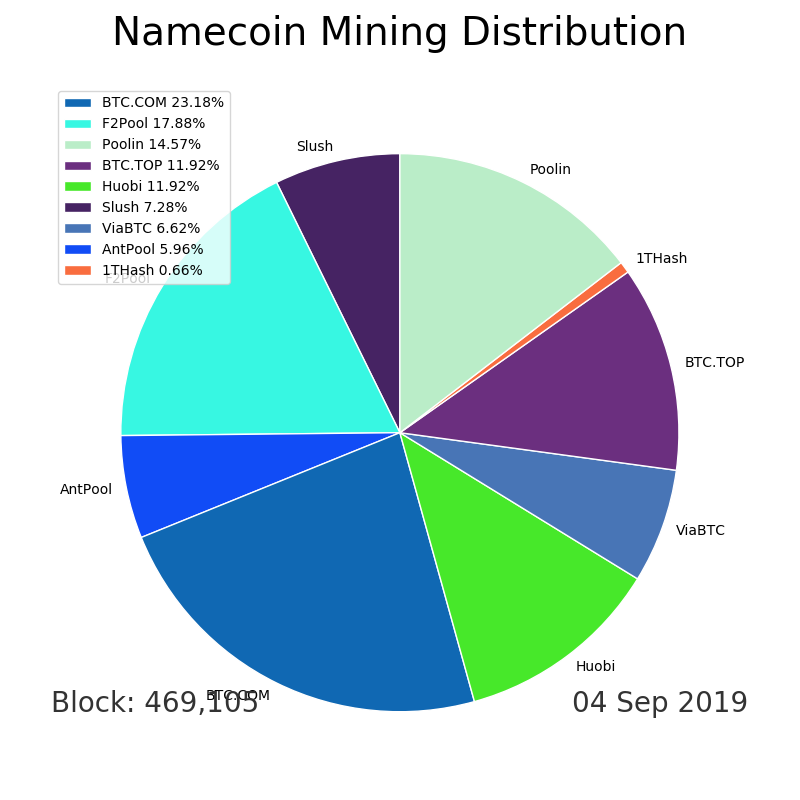 Namecoin Mining Distribution
BTC.COM 23.18%
F2Pool 17.88%
Poolin 14.57%
BTC.TOP 11.92%
Huobi 11.92%
Slush 7.28%
ViaBTC 6.62%
AntPool 5.96%
1THash 0.66%
Slush
Poolin
1THash
F2Pool
BTC.TOP
AntPool
ViaBTC
Huobi
BTC.COM
Block: 469,105
04 Sep 2019